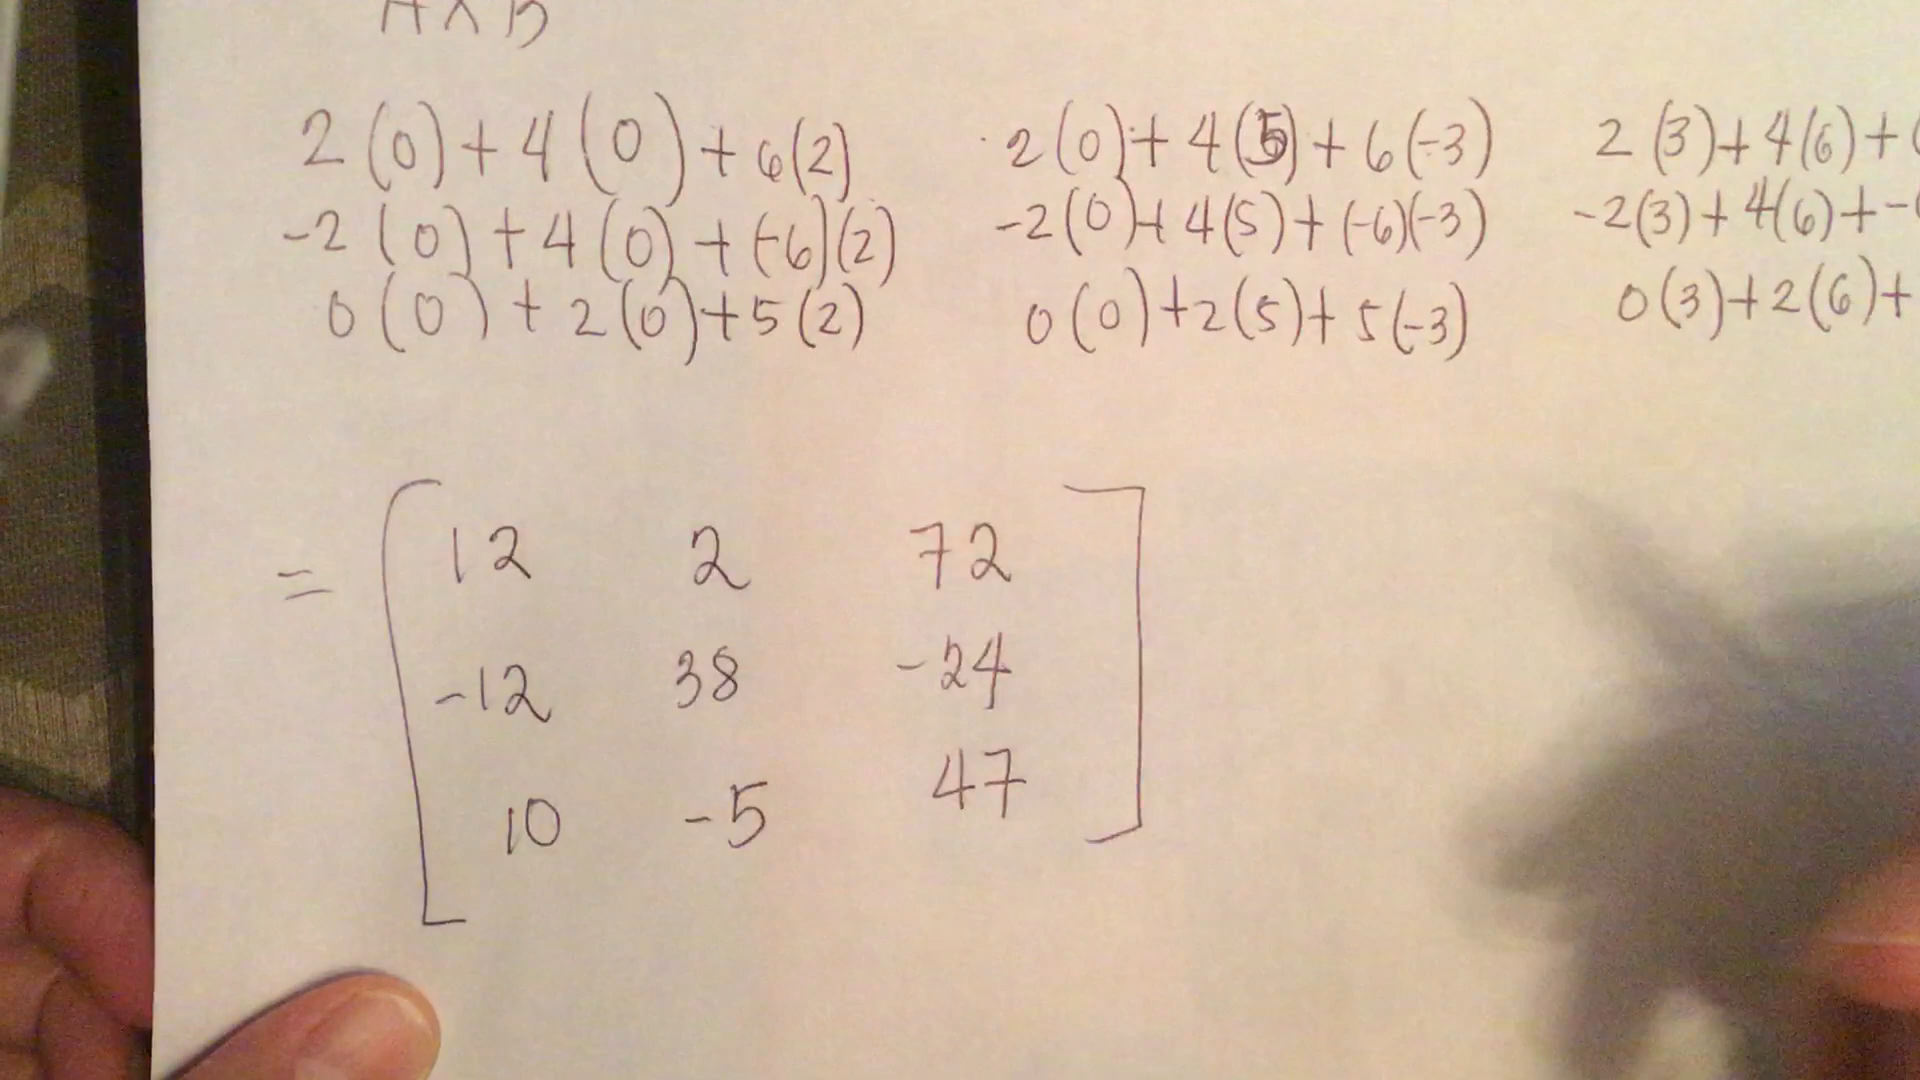 A X B
2(0)+4(0)+6(2) 2(0)+4(5)+6(-3) 2(3)+4(6)+(
-2(0)+4(0)+(-6)(2) -2(0)+4(5)+(-6)(-3) -2(3)+4(6)+-(
0(0)+2(0)+5(2) 0(0)+2(5)+5(-3) 0(3)+2(6)+
= [ 12 2 72 ]
-12 38 -24
10 -5 47